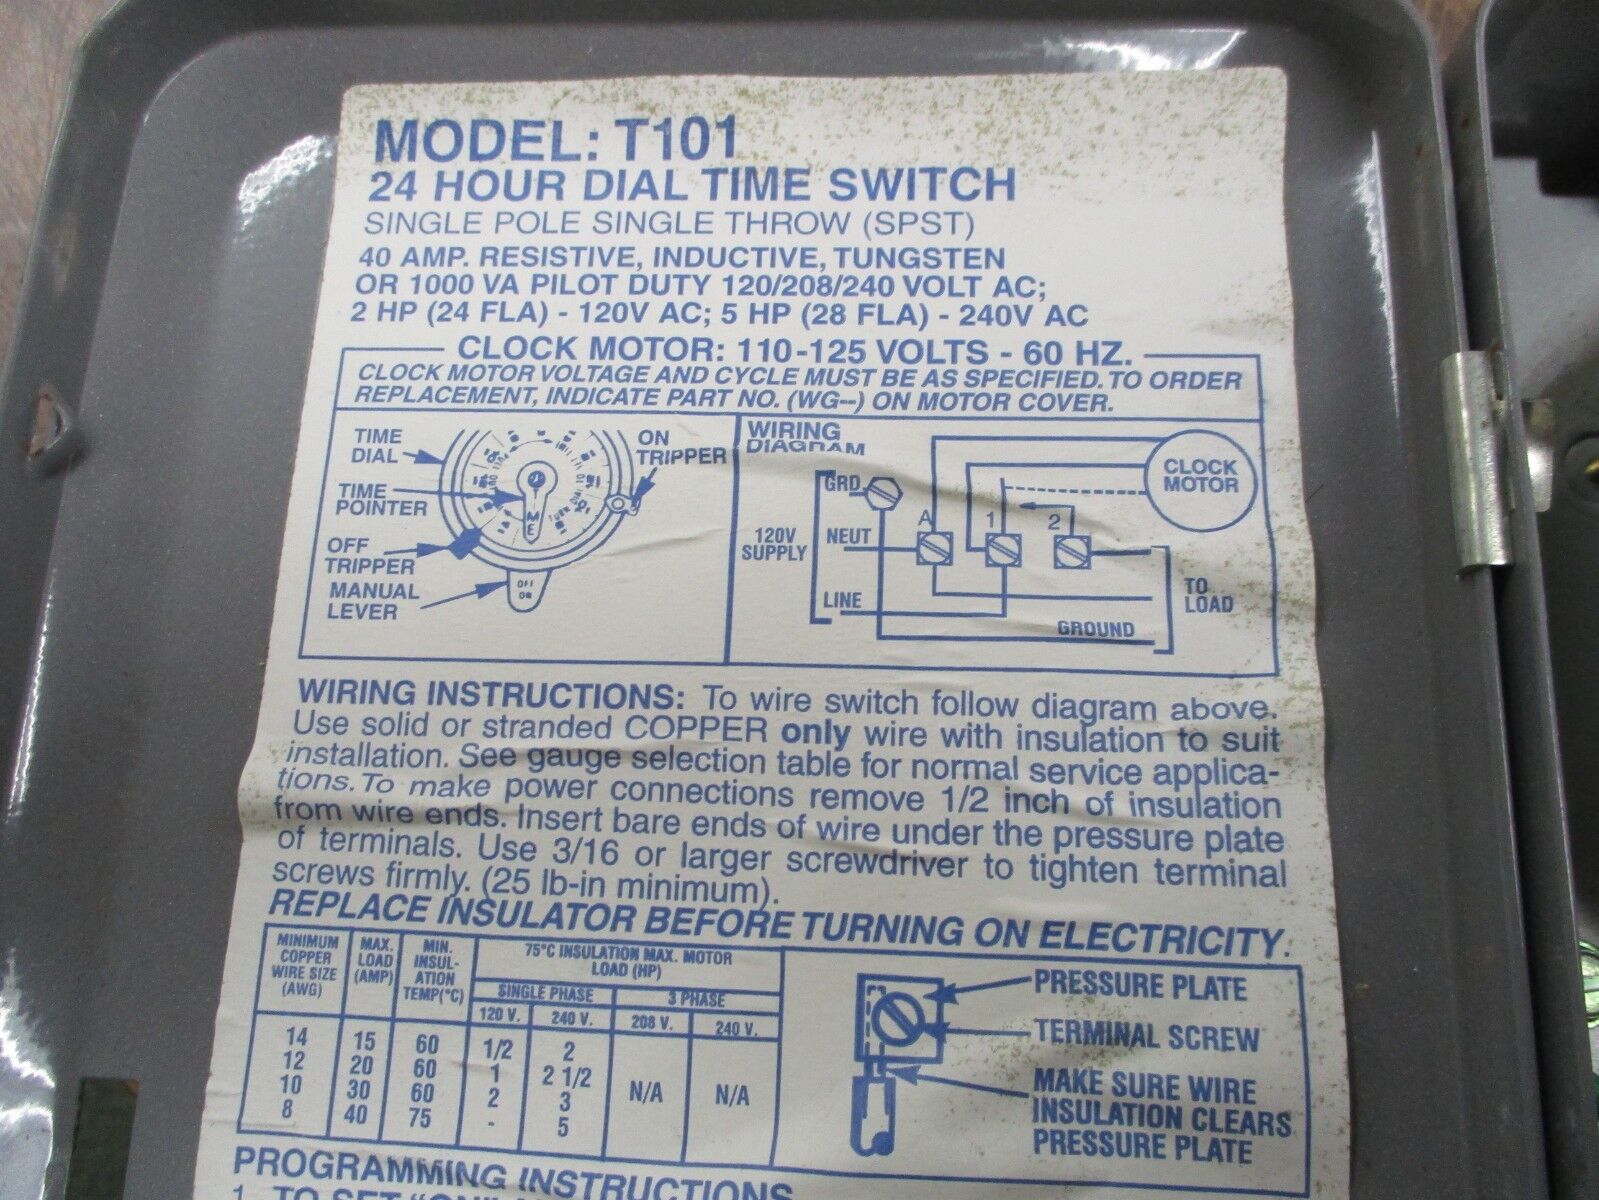 MODEL: T101
24 HOUR DIAL TIME SWITCH
SINGLE POLE SINGLE THROW (SPST)
40 AMP. RESISTIVE, INDUCTIVE, TUNGSTEN
OR 1000 VA PILOT DUTY 120/208/240 VOLT AC;
2 HP (24 FLA) - 120V AC; 5 HP (28 FLA) - 240V AC
CLOCK MOTOR: 110-125 VOLTS - 60 HZ.
CLOCK MOTOR VOLTAGE AND CYCLE MUST BE AS SPECIFIED. TO ORDER
REPLACEMENT, INDICATE PART NO. (WG--) ON MOTOR COVER.
TIME
DIAL
TIME
POINTER
OFF
TRIPPER
MANUAL
LEVER
ON
TRIPPER
OFF
ON
WIRING
DIAGRAM
GRD
120V
SUPPLY
NEUT
LINE
A
1
2
CLOCK
MOTOR
TO
LOAD
GROUND
WIRING INSTRUCTIONS: To wire switch follow diagram above.
Use solid or stranded COPPER only wire with insulation to suit
installation. See gauge selection table for normal service applica-
tions. To make power connections remove 1/2 inch of insulation
from wire ends. Insert bare ends of wire under the pressure plate
of terminals. Use 3/16 or larger screwdriver to tighten terminal
screws firmly. (25 lb-in minimum).
REPLACE INSULATOR BEFORE TURNING ON ELECTRICITY.
MINIMUM
COPPER
WIRE SIZE
(AWG)
MAX.
LOAD
(AMP)
MIN.
INSUL-
ATION
TEMP(°C)
75°C INSULATION MAX. MOTOR
LOAD (HP)
SINGLE PHASE 3 PHASE
120 V. 240 V. 208 V. 240 V.
14 15 60 1/2 2
12 20 60 1 2 1/2
10 30 60 2 3 N/A N/A
8 40 75 - 5
PRESSURE PLATE
TERMINAL SCREW
MAKE SURE WIRE
INSULATION CLEARS
PRESSURE PLATE
PROGRAMMING INSTRUCTIONS
1. TO SET "ON"